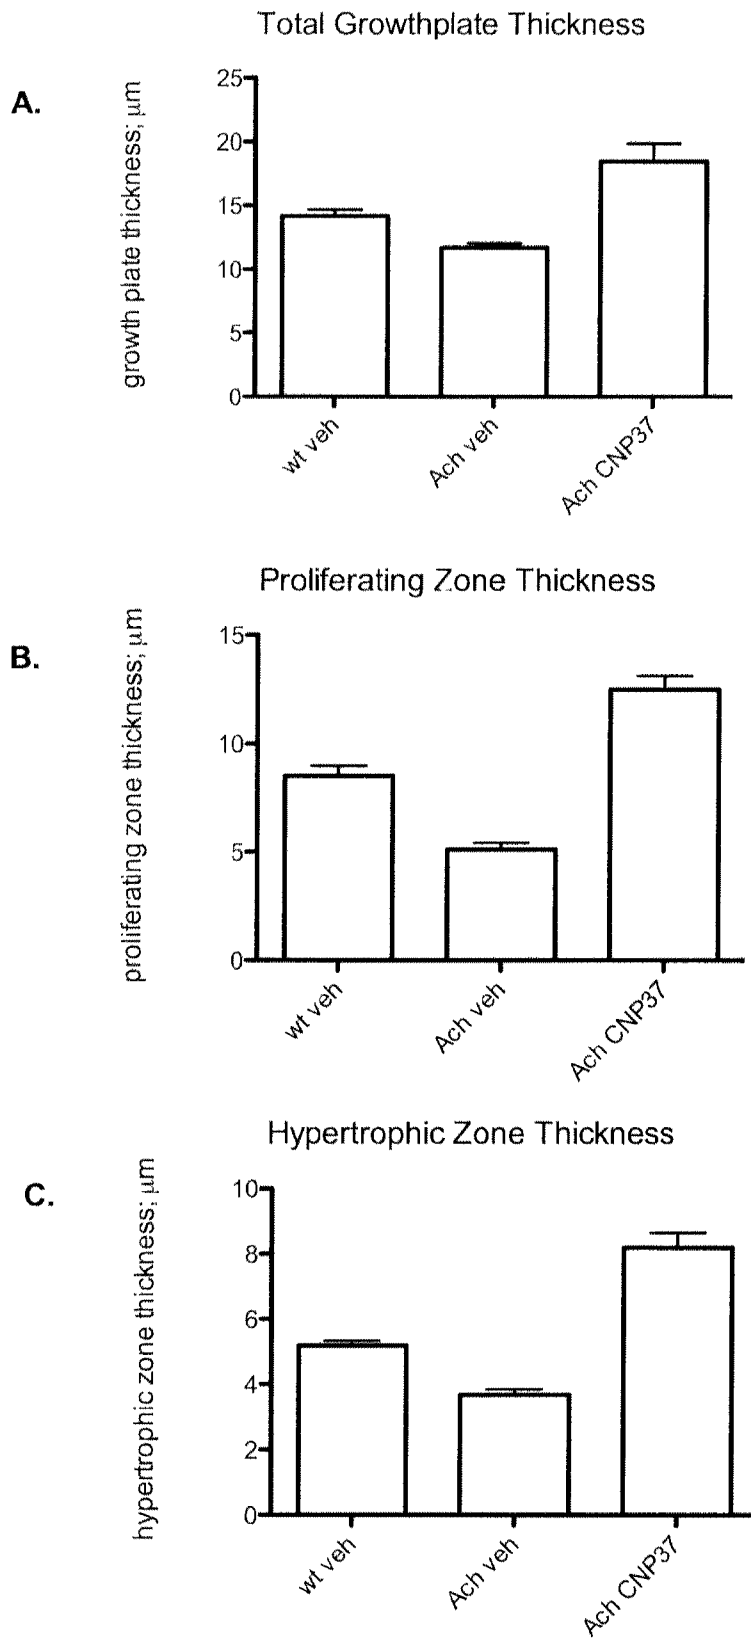 Total Growthplate Thickness
A.
growth plate thickness; μm
25
20
15
10
5
0
wt veh
Ach veh
Ach CNP37
Proliferating Zone Thickness
B.
proliferating zone thickness; μm
15
10
5
0
wt veh
Ach veh
Ach CNP37
Hypertrophic Zone Thickness
C.
hypertrophic zone thickness; μm
10
8
6
4
2
0
wt veh
Ach veh
Ach CNP37